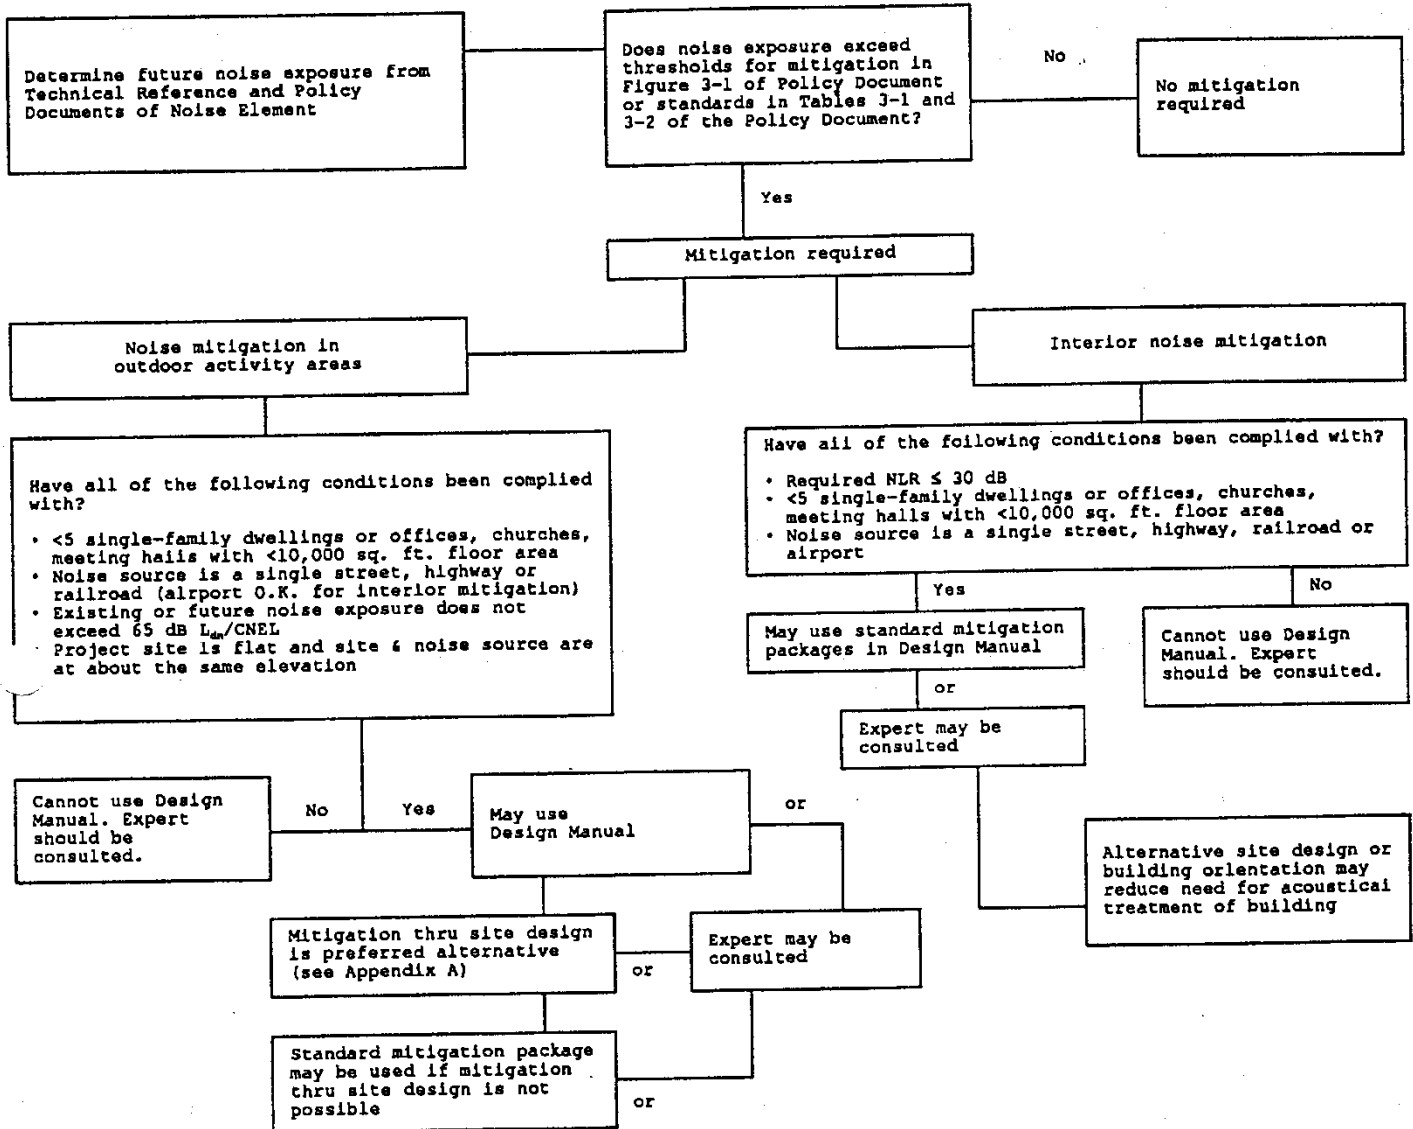 Determine future noise exposure from
Technical Reference and Policy
Documents of Noise Element
Does noise exposure exceed
thresholds for mitigation in
Figure 3-1 of Policy Document
or standards in Tables 3-1 and
3-2 of the Policy Document?
No
No mitigation
required
Yes
Mitigation required
Noise mitigation in
outdoor activity areas
Interior noise mitigation
Have all of the following conditions been complied
with?
• <5 single-family dwellings or offices, churches,
meeting halls with <10,000 sq. ft. floor area
• Noise source is a single street, highway or
railroad (airport O.K. for interior mitigation)
• Existing or future noise exposure does not
exceed 65 dB Ldn/CNEL
Project site is flat and site & noise source are
at about the same elevation
Have all of the following conditions been complied with?
• Required NLR ≤ 30 dB
• <5 single-family dwellings or offices, churches,
meeting halls with <10,000 sq. ft. floor area
• Noise source is a single street, highway, railroad or
airport
Yes
No
May use standard mitigation
packages in Design Manual
Cannot use Design
Manual. Expert
should be consulted.
or
Expert may be
consulted
Alternative site design or
building orientation may
reduce need for acoustical
treatment of building
Cannot use Design
Manual. Expert
should be
consulted.
No
Yes
May use
Design Manual
or
Mitigation thru site design
is preferred alternative
(see Appendix A)
or
Expert may be
consulted
Standard mitigation package
may be used if mitigation
thru site design is not
possible
or